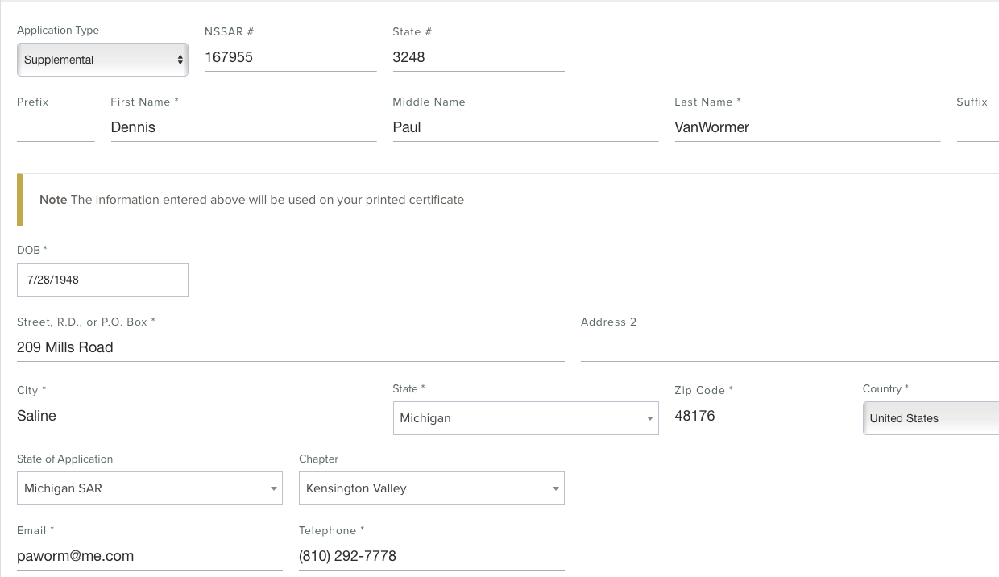 Application Type NSSAR # State #
Supplemental 167955 3248
Prefix First Name * Middle Name Last Name * Suffix
Dennis Paul VanWormer
Note The information entered above will be used on your printed certificate
DOB *
7/28/1948
Street, R.D., or P.O. Box * Address 2
209 Mills Road
City * State * Zip Code * Country *
Saline Michigan 48176 United States
State of Application Chapter
Michigan SAR Kensington Valley
Email * Telephone *
paworm@me.com (810) 292-7778